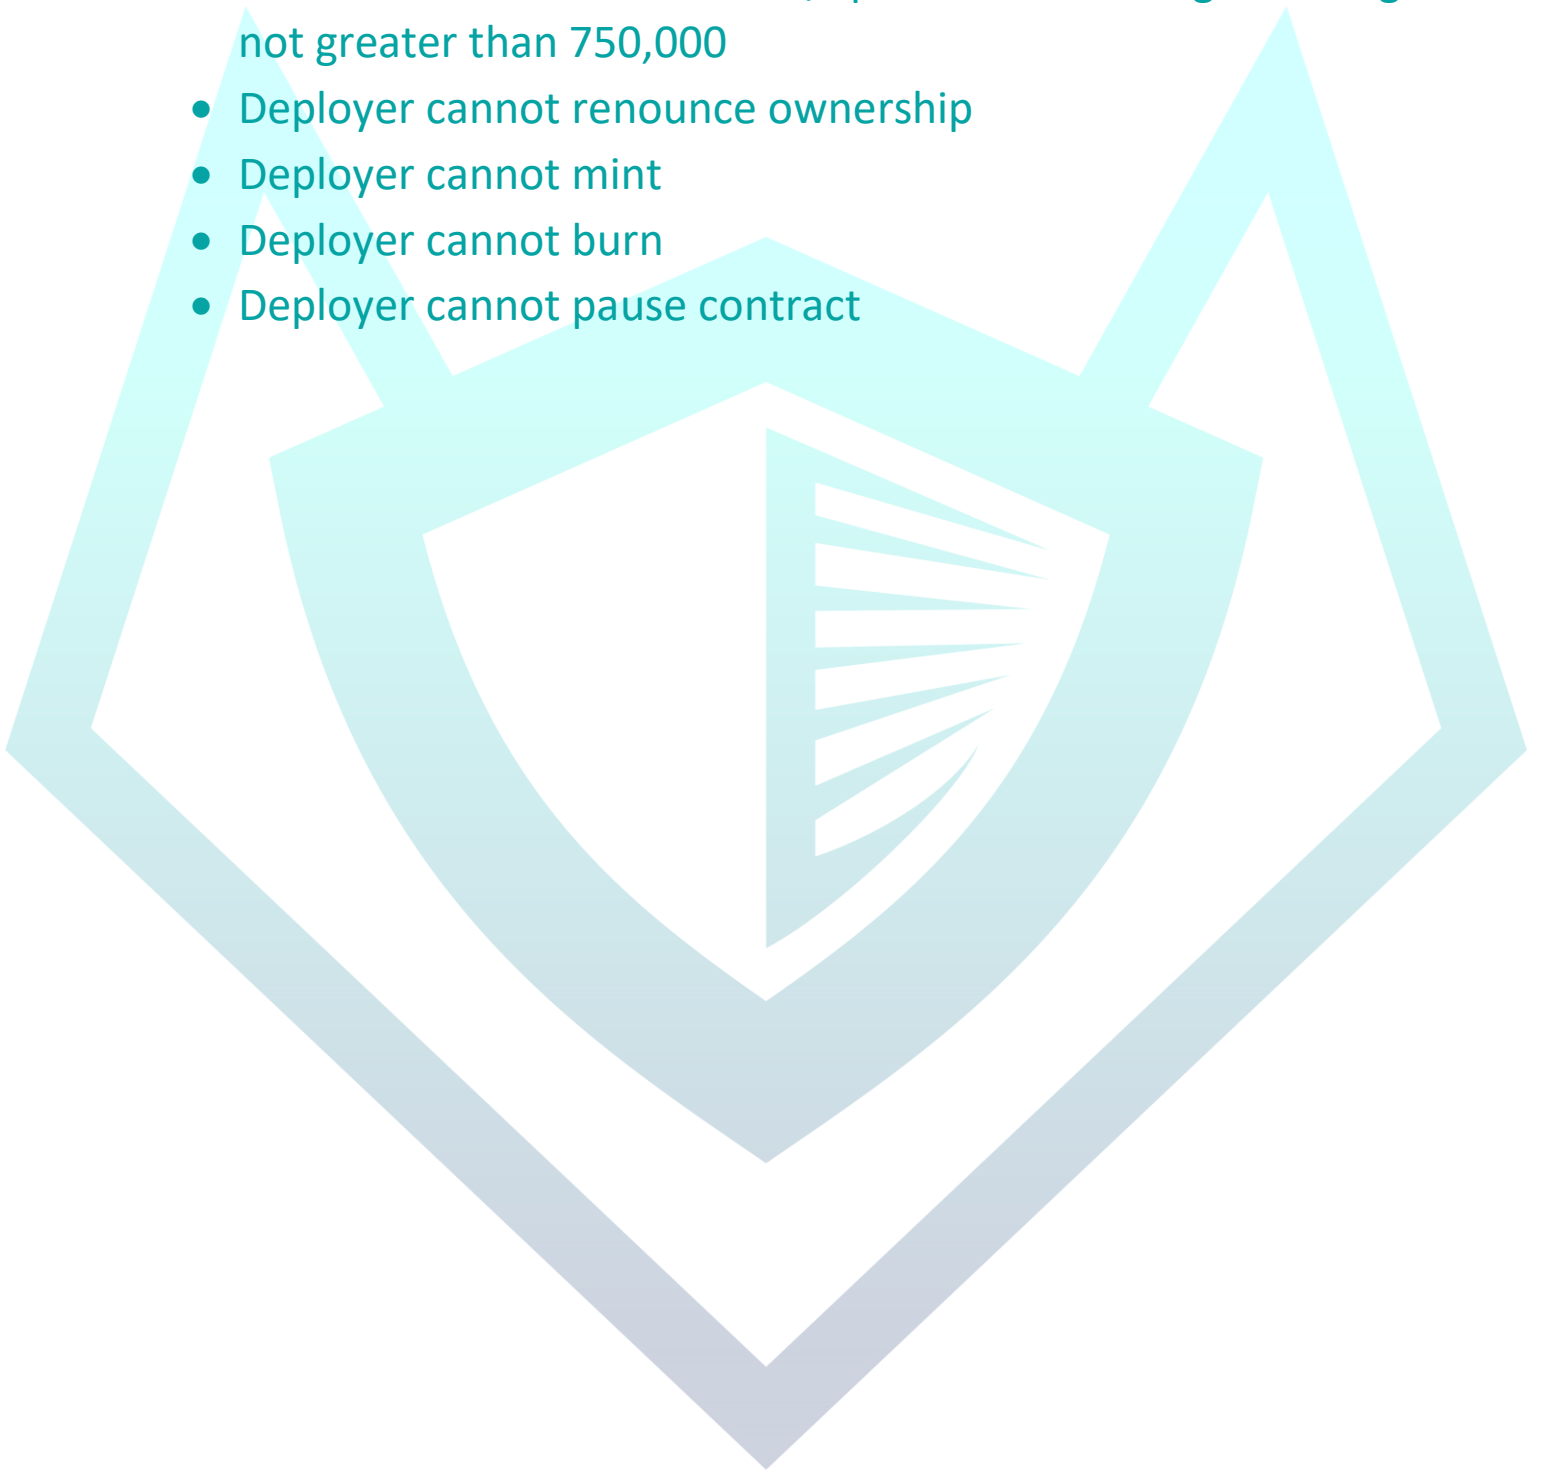 not greater than 750,000
• Deployer cannot renounce ownership
• Deployer cannot mint
• Deployer cannot burn
• Deployer cannot pause contract